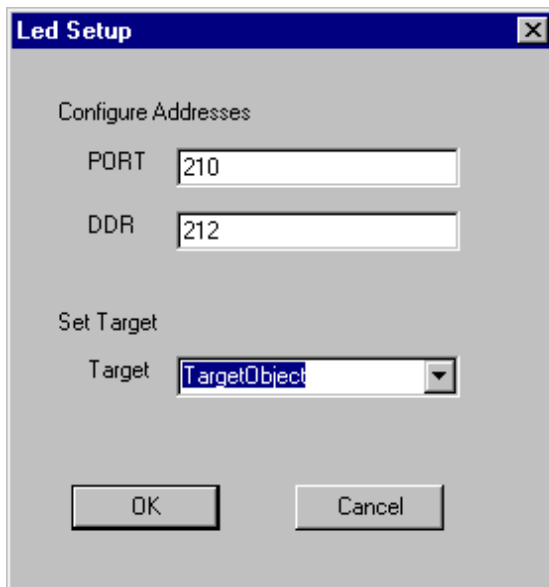 Led Setup
Configure Addresses
PORT 210
DDR 212
Set Target
Target TargetObject
OK Cancel